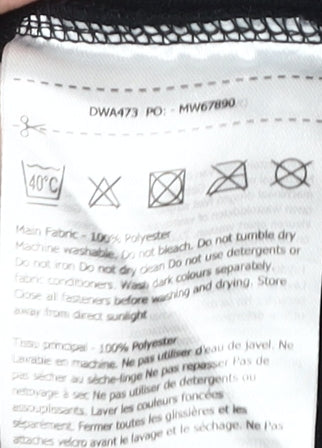 DWA473 PO: - MW67890
40°C
Main Fabric - 100% Polyester
Machine washable. Do not bleach. Do not tumble dry
Do not iron Do not dry clean Do not use detergents or
fabric conditioners. Wash dark colours separately.
Close all fasteners before washing and drying. Store
away from direct sunlight
Tissu principal - 100% Polyester
Lavable en machine. Ne pas utiliser d'eau de javel. Ne
pas sécher au sèche-linge Ne pas repasser Pas de
nettoyage à sec Ne pas utiliser de detergents ou
assouplissants. Laver les couleurs foncées
séparément. Fermer toutes les glissières et les
attaches velcro avant le lavage et le séchage. Ne Pas